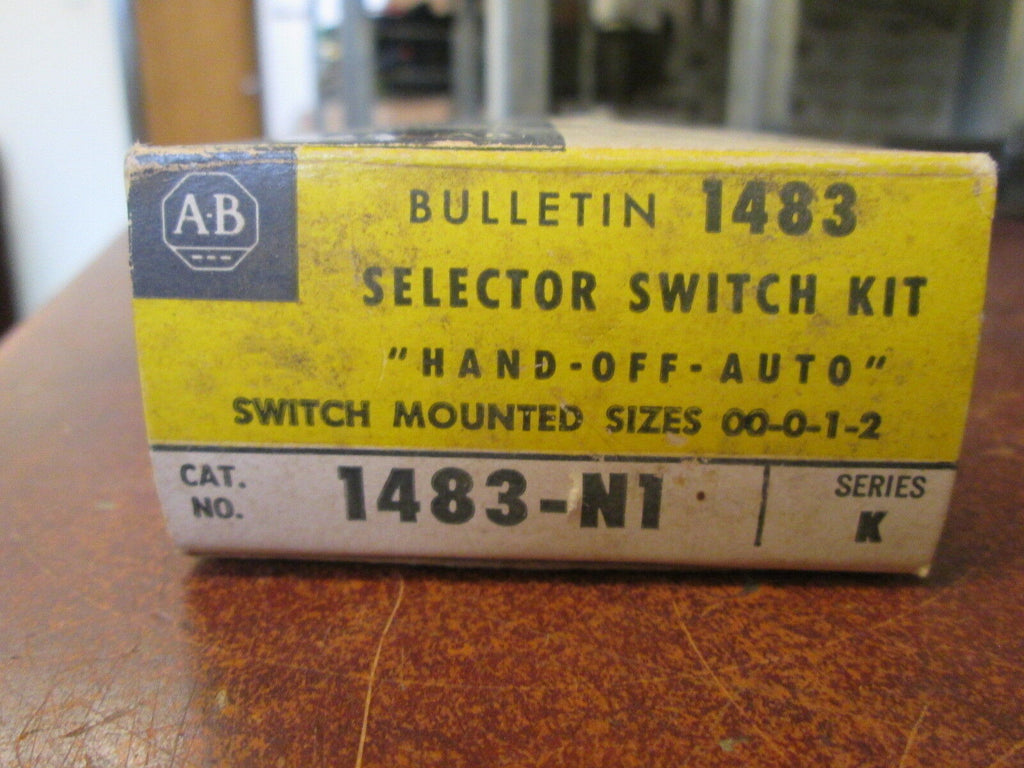 A·B
BULLETIN 1483
SELECTOR SWITCH KIT
"HAND-OFF-AUTO"
SWITCH MOUNTED SIZES 00-0-1-2
CAT. NO. 1483-N1
SERIES K